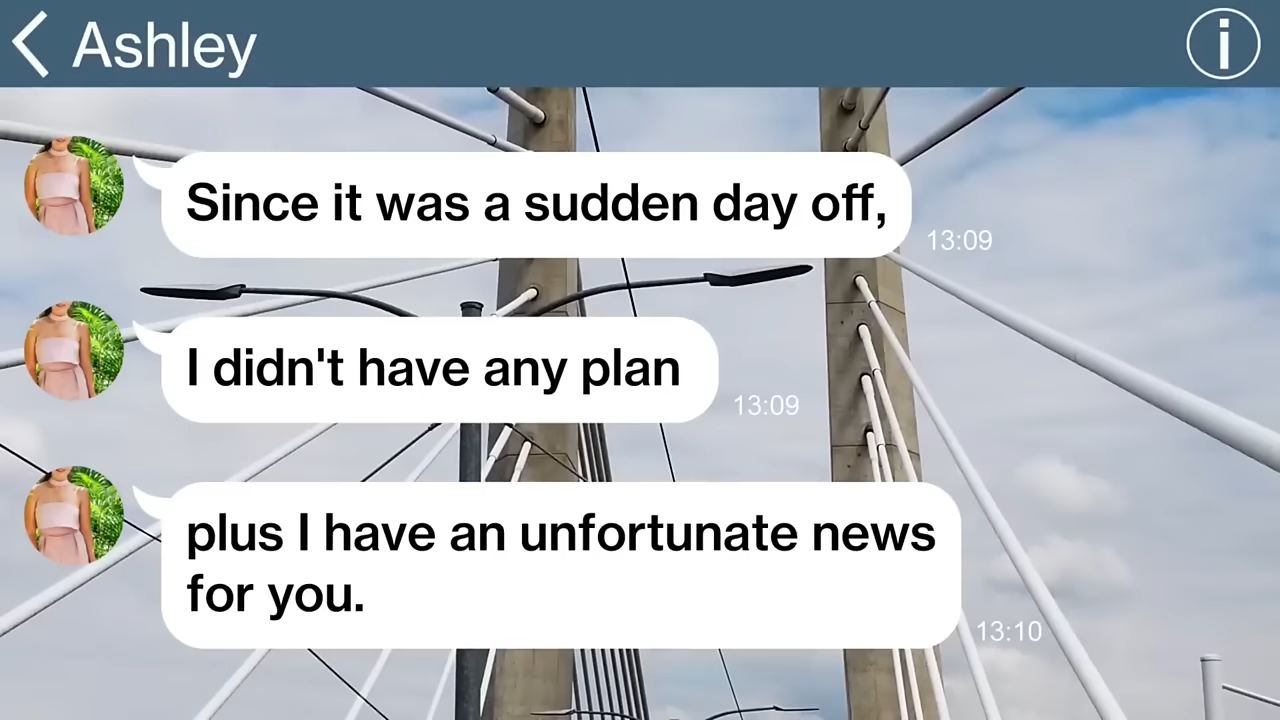 Ashley
Since it was a sudden day off,
13:09
I didn't have any plan
13:09
plus I have an unfortunate news
for you.
13:10